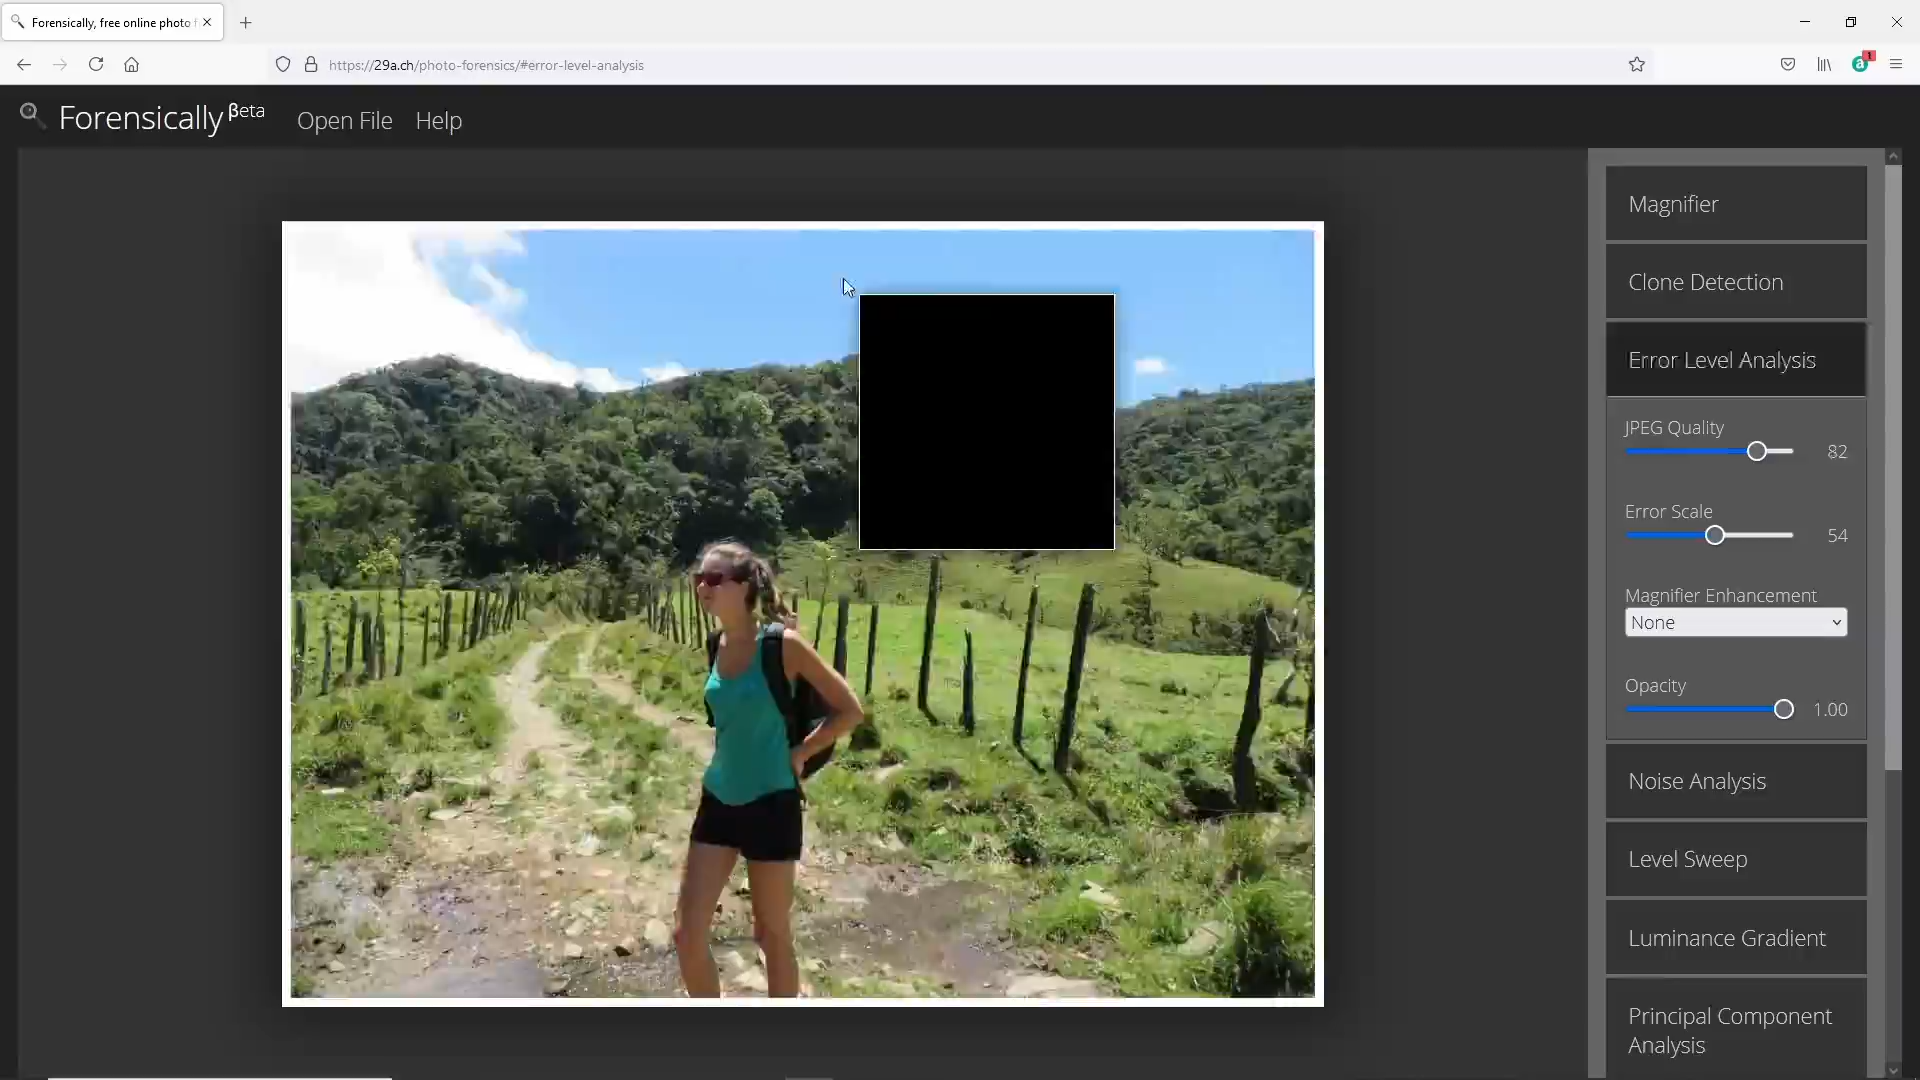 Forensically, free online photo f
https://29a.ch/photo-forensics/#error-level-analysis
a
1
Forensically βeta
Open File
Help
Magnifier
Clone Detection
Error Level Analysis
JPEG Quality
82
Error Scale
54
Magnifier Enhancement
None
Opacity
1.00
Noise Analysis
Level Sweep
Luminance Gradient
Principal Component
Analysis